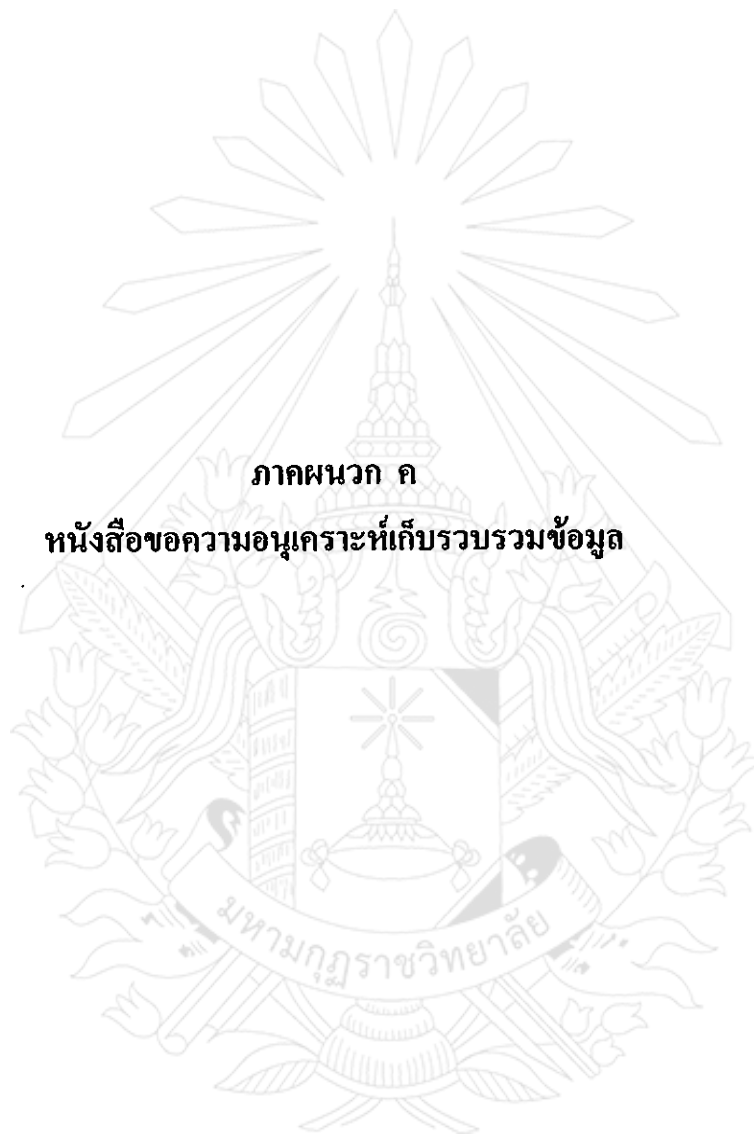 ภาคผนวก ค
หนังสือขอความอนุเคราะห์เก็บรวบรวมข้อมูล
มหามกุฏราชวิทยาลัย